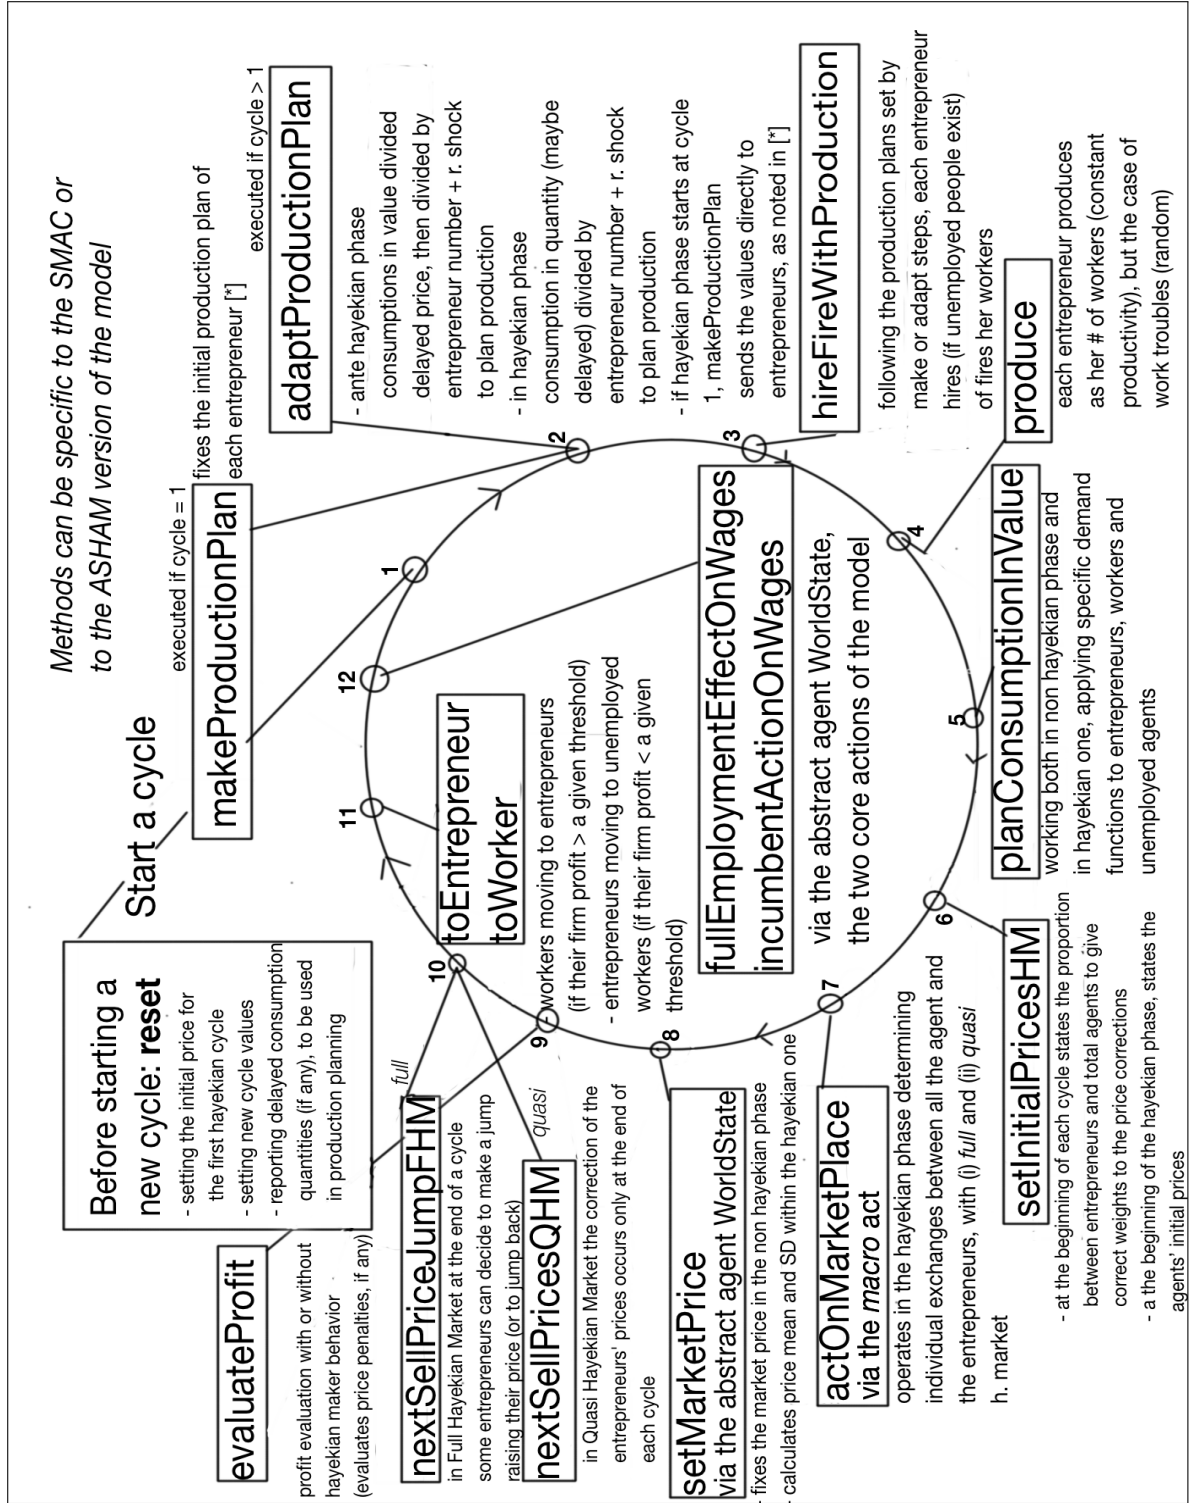 Methods can be specific to the SMAC or
to the ASHAM version of the model
Before starting a
new cycle: reset
- setting the initial price for
the first hayekian cycle
- setting new cycle values
- reporting delayed consumption
quantities (if any), to be used
in production planning
Start a cycle
executed if cycle = 1
makeProductionPlan
fixes the initial production plan of
each entrepreneur [*]
executed if cycle > 1
adaptProductionPlan
- ante hayekian phase
consumptions in value divided
delayed price, then divided by
entrepreneur number + r. shock
to plan production
- in hayekian phase
consumption in quantity (maybe
delayed) divided by
entrepreneur number + r. shock
to plan production
- if hayekian phase starts at cycle
1, makeProductionPlan
sends the values directly to
entrepreneurs, as noted in [*]
hireFireWithProduction
following the production plans set by
make or adapt steps, each entrepreneur
hires (if unemployed people exist)
of fires her workers
produce
each entrepreneur produces
as her # of workers (constant
productivity), but the case of
work troubles (random)
planConsumptionInValue
working both in non hayekian phase and
in hayekian one, applying specific demand
functions to entrepreneurs, workers and
unemployed agents
setInitialPricesHM
- at the beginning of each cycle states the proportion
between entrepreneurs and total agents to give
correct weights to the price corrections
- a the beginning of the hayekian phase, states the
agents' initial prices
actOnMarketPlace
via the macro act
operates in the hayekian phase determining
individual exchanges between all the agent and
the entrepreneurs, with (i) full and (ii) quasi
h. market
setMarketPrice
via the abstract agent WorldState
- fixes the market price in the non hayekian phase
- calculates price mean and SD within the hayekian one
evaluateProfit
profit evaluation with or without
hayekian maker behavior
(evaluates price penalties, if any)
nextSellPriceJumpFHM
full
in Full Hayekian Market at the end of a cycle
some entrepreneurs can decide to make a jump
raising their price (or to jump back)
nextSellPricesQHM
quasi
in Quasi Hayekian Market the correction of the
entrepreneurs' prices occurs only at the end of
each cycle
toEntrepreneur
toWorker
- workers moving to entrepreneurs
(if their firm profit > a given threshold)
- entrepreneurs moving to unemployed
workers (if their firm profit < a given
threshold)
fullEmploymentEffectOnWages
incumbentActionOnWages
via the abstract agent WorldState,
the two core actions of the model
1
2
3
4
5
6
7
8
9
10
11
12